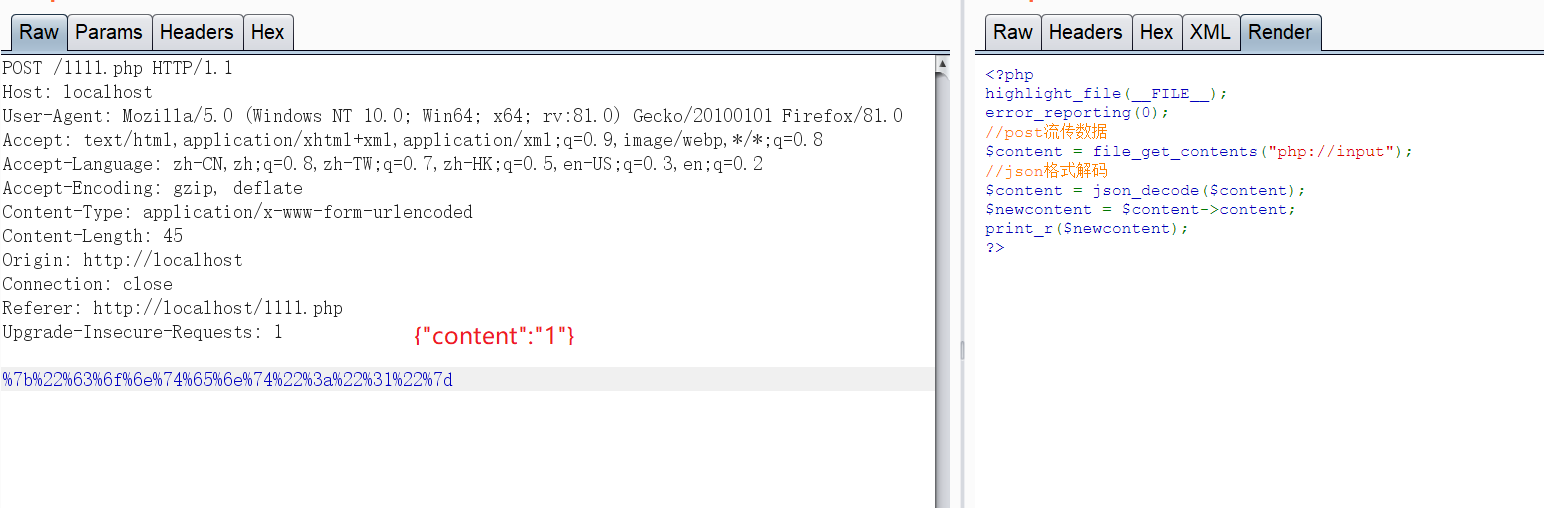 Raw Params Headers Hex
POST /1111.php HTTP/1.1
Host: localhost
User-Agent: Mozilla/5.0 (Windows NT 10.0; Win64; x64; rv:81.0) Gecko/20100101 Firefox/81.0
Accept: text/html,application/xhtml+xml,application/xml;q=0.9,image/webp,*/*;q=0.8
Accept-Language: zh-CN,zh;q=0.8,zh-TW;q=0.7,zh-HK;q=0.5,en-US;q=0.3,en;q=0.2
Accept-Encoding: gzip, deflate
Content-Type: application/x-www-form-urlencoded
Content-Length: 45
Origin: http://localhost
Connection: close
Referer: http://localhost/1111.php
Upgrade-Insecure-Requests: 1
{"content":"1"}
%7b%22%63%6f%6e%74%65%6e%74%22%3a%22%31%22%7d
Raw Headers Hex XML Render
<?php
highlight_file(__FILE__);
error_reporting(0);
//post流传数据
$content = file_get_contents("php://input");
//json格式解码
$content = json_decode($content);
$newcontent = $content->content;
print_r($newcontent);
?>